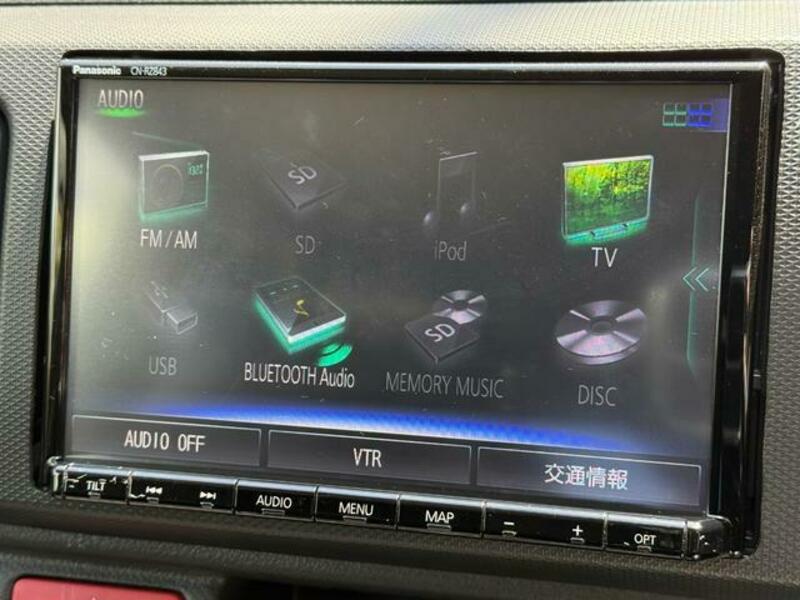 Panasonic CN-RZ843
AUDIO
FM/AM
SD
SD
iPod
TV
USB
BLUETOOTH Audio
SD
MEMORY MUSIC
DISC
AUDIO OFF
VTR
交通情報
TILT
AUDIO
MENU
MAP
−
+
OPT